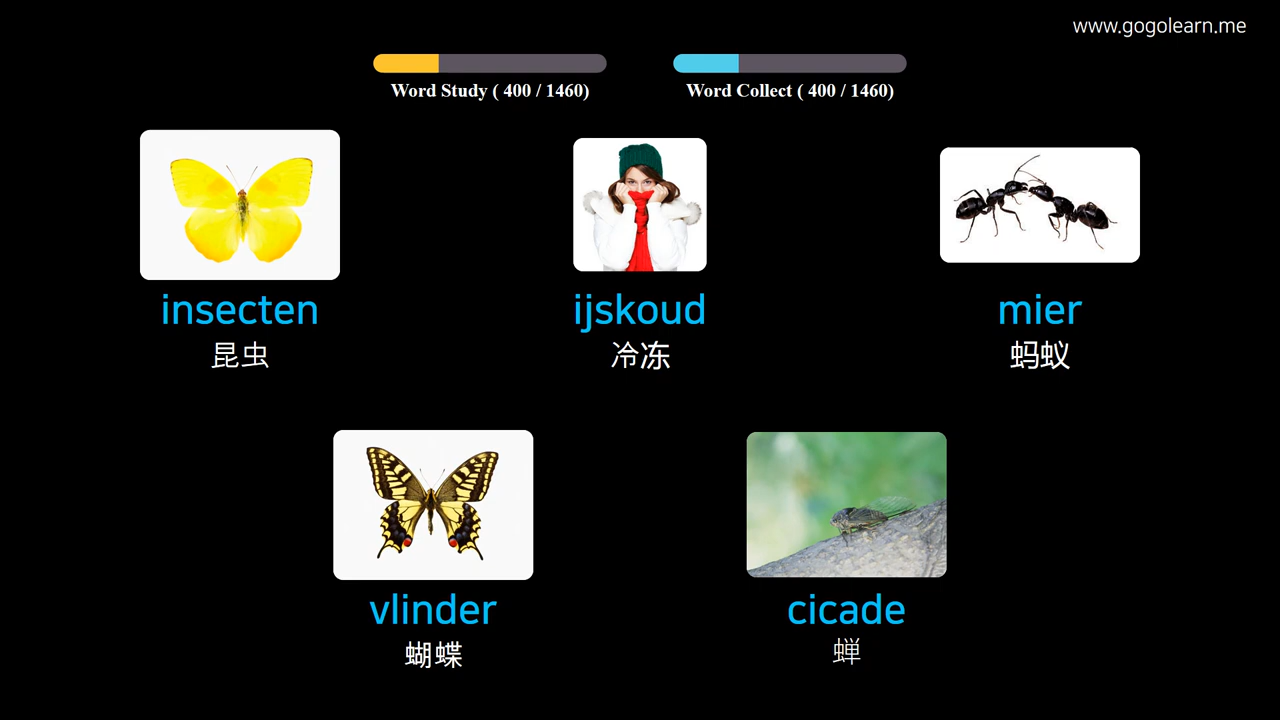 www.gogolearn.me
Word Study ( 400 / 1460)
Word Collect ( 400 / 1460)
insecten
昆虫
ijskoud
冷冻
mier
蚂蚁
vlinder
蝴蝶
cicade
蝉